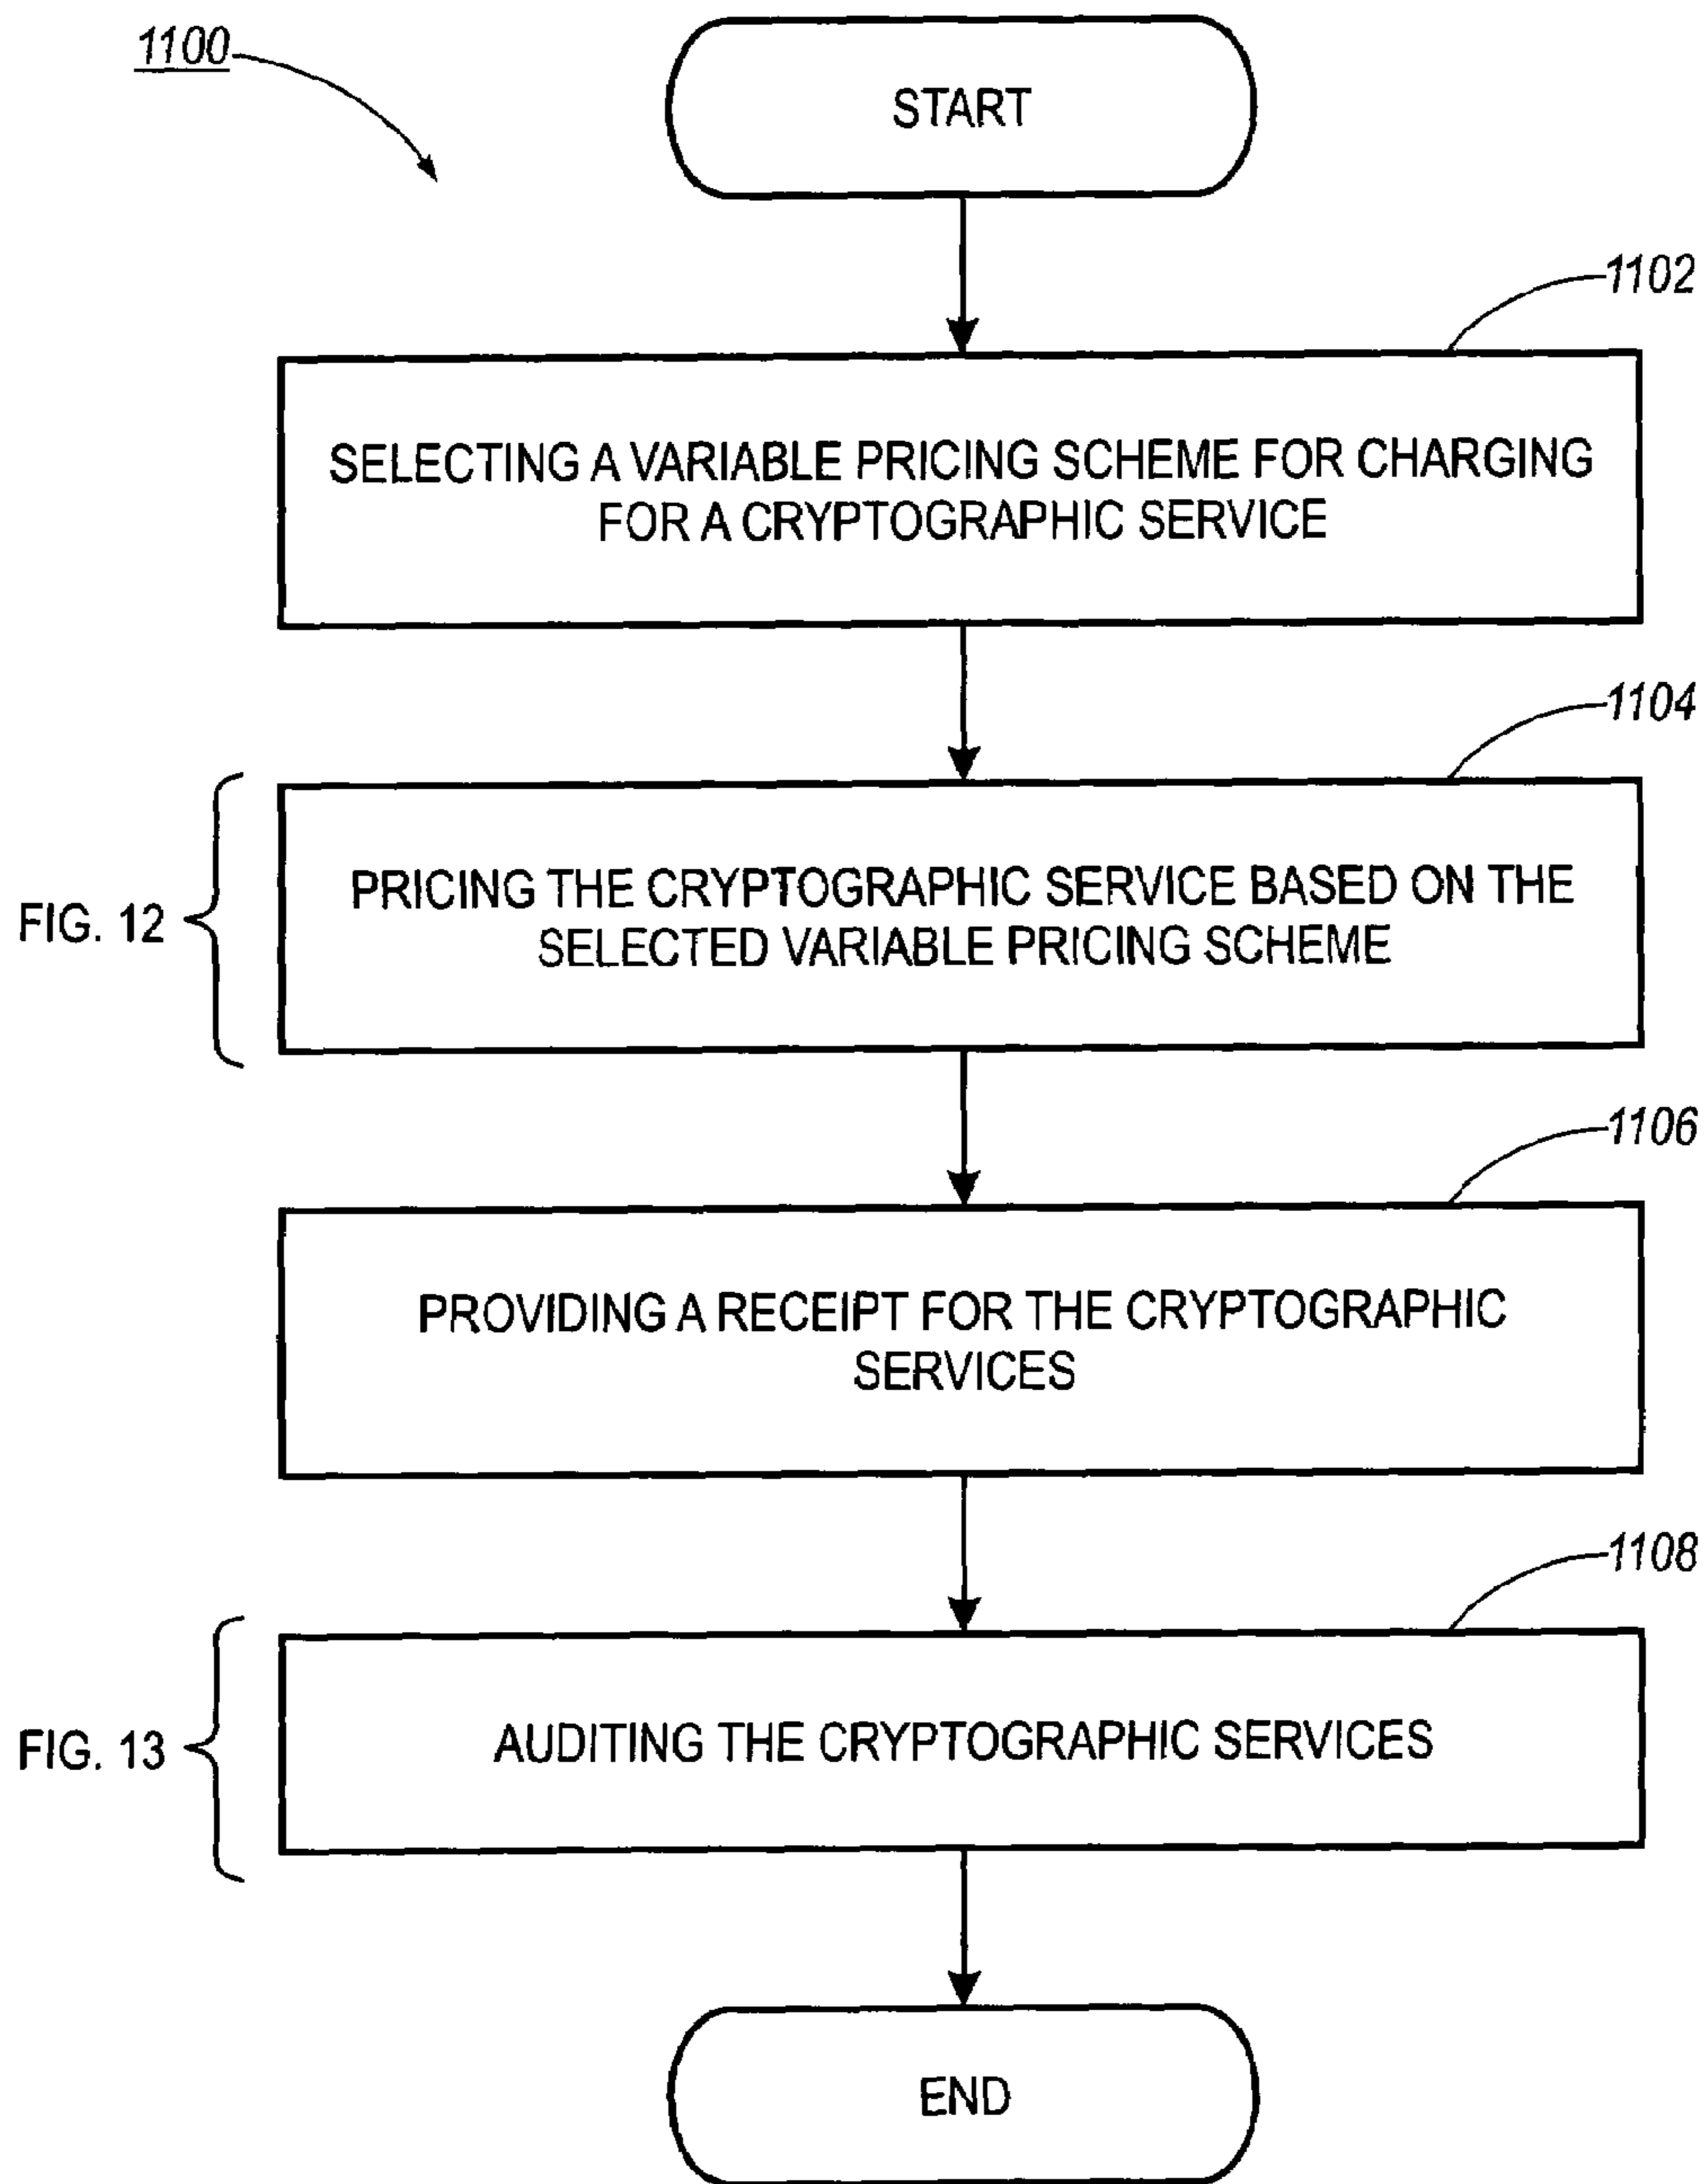 1100
START
1102
SELECTING A VARIABLE PRICING SCHEME FOR CHARGING
FOR A CRYPTOGRAPHIC SERVICE
1104
FIG. 12
PRICING THE CRYPTOGRAPHIC SERVICE BASED ON THE
SELECTED VARIABLE PRICING SCHEME
1106
PROVIDING A RECEIPT FOR THE CRYPTOGRAPHIC
SERVICES
1108
FIG. 13
AUDITING THE CRYPTOGRAPHIC SERVICES
END